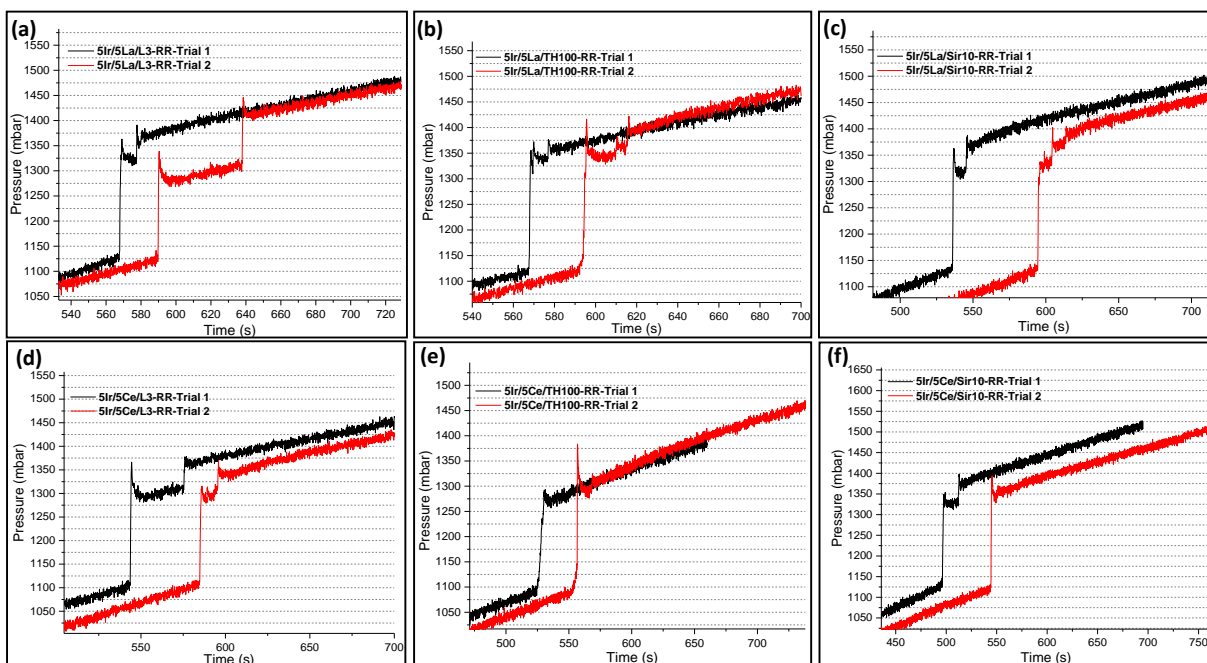 (a)
5Ir/5La/L3-RR-Trial 1
5Ir/5La/L3-RR-Trial 2
Pressure (mbar)
1550
1500
1450
1400
1350
1300
1250
1200
1150
1100
1050
540 560 580 600 620 640 660 680 700 720
Time (s)
(b)
5Ir/5La/TH100-RR-Trial 1
5Ir/5La/TH100-RR-Trial 2
Pressure (mbar)
1550
1500
1450
1400
1350
1300
1250
1200
1150
1100
540 560 580 600 620 640 660 680 700
Time (s)
(c)
5Ir/5La/Sir10-RR-Trial 1
5Ir/5La/Sir10-RR-Trial 2
Pressure (mbar)
1550
1500
1450
1400
1350
1300
1250
1200
1150
1100
500 550 600 650 700
Time (s)
(d)
5Ir/5Ce/L3-RR-Trial 1
5Ir/5Ce/L3-RR-Trial 2
Pressure (mbar)
1550
1500
1450
1400
1350
1300
1250
1200
1150
1100
1050
550 600 650 700
Time (s)
(e)
5Ir/5Ce/TH100-RR-Trial 1
5Ir/5Ce/TH100-RR-Trial 2
Pressure (mbar)
1500
1450
1400
1350
1300
1250
1200
1150
1100
1050
500 550 600 650 700
Time (s)
(f)
5Ir/5Ce/Sir10-RR-Trial 1
5Ir/5Ce/Sir10-RR-Trial 2
Pressure (mbar)
1650
1600
1550
1500
1450
1400
1350
1300
1250
1200
1150
1100
1050
450 500 550 600 650 700 750
Time (s)